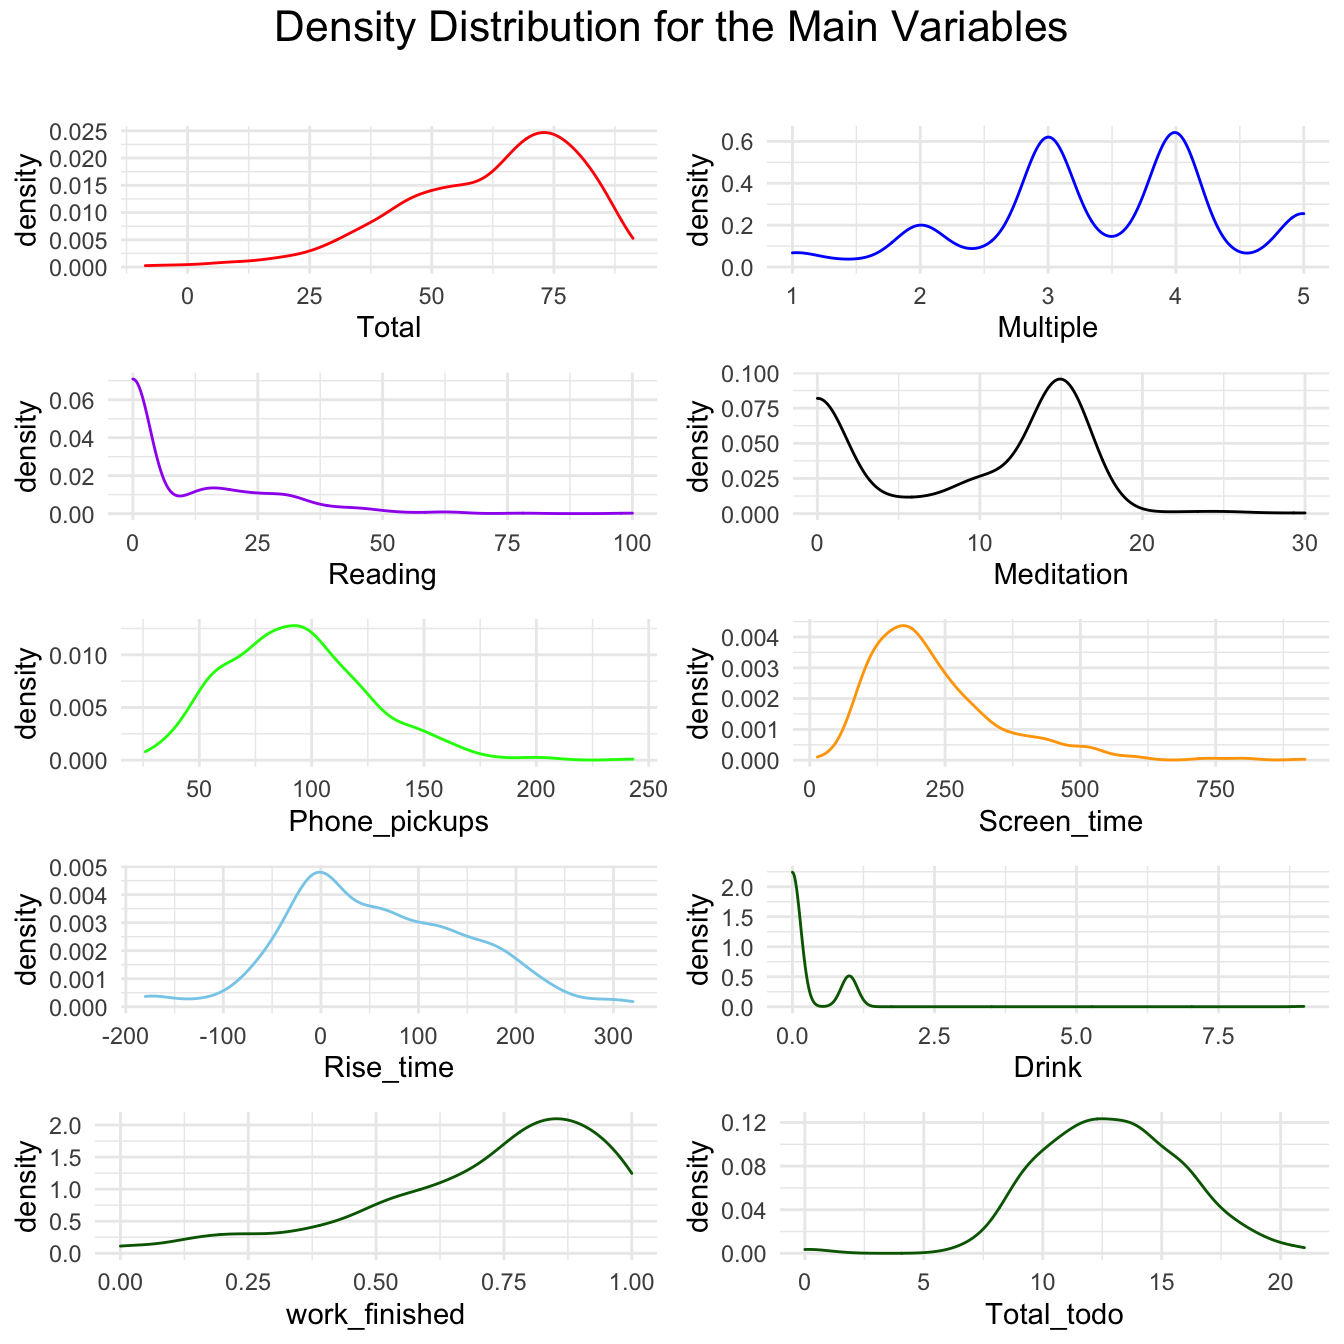 Density Distribution for the Main Variables
density
0.025
0.020
0.015
0.010
0.005
0.000
0 25 50 75
Total
density
0.6
0.4
0.2
0.0
1 2 3 4 5
Multiple
density
0.06
0.04
0.02
0.00
0 25 50 75 100
Reading
density
0.100
0.075
0.050
0.025
0.000
0 10 20 30
Meditation
density
0.010
0.005
0.000
50 100 150 200 250
Phone_pickups
density
0.004
0.003
0.002
0.001
0.000
0 250 500 750
Screen_time
density
0.005
0.004
0.003
0.002
0.001
0.000
-200 -100 0 100 200 300
Rise_time
density
2.0
1.5
1.0
0.5
0.0
0.0 2.5 5.0 7.5
Drink
density
2.0
1.5
1.0
0.5
0.0
0.00 0.25 0.50 0.75 1.00
work_finished
density
0.12
0.08
0.04
0.00
0 5 10 15 20
Total_todo